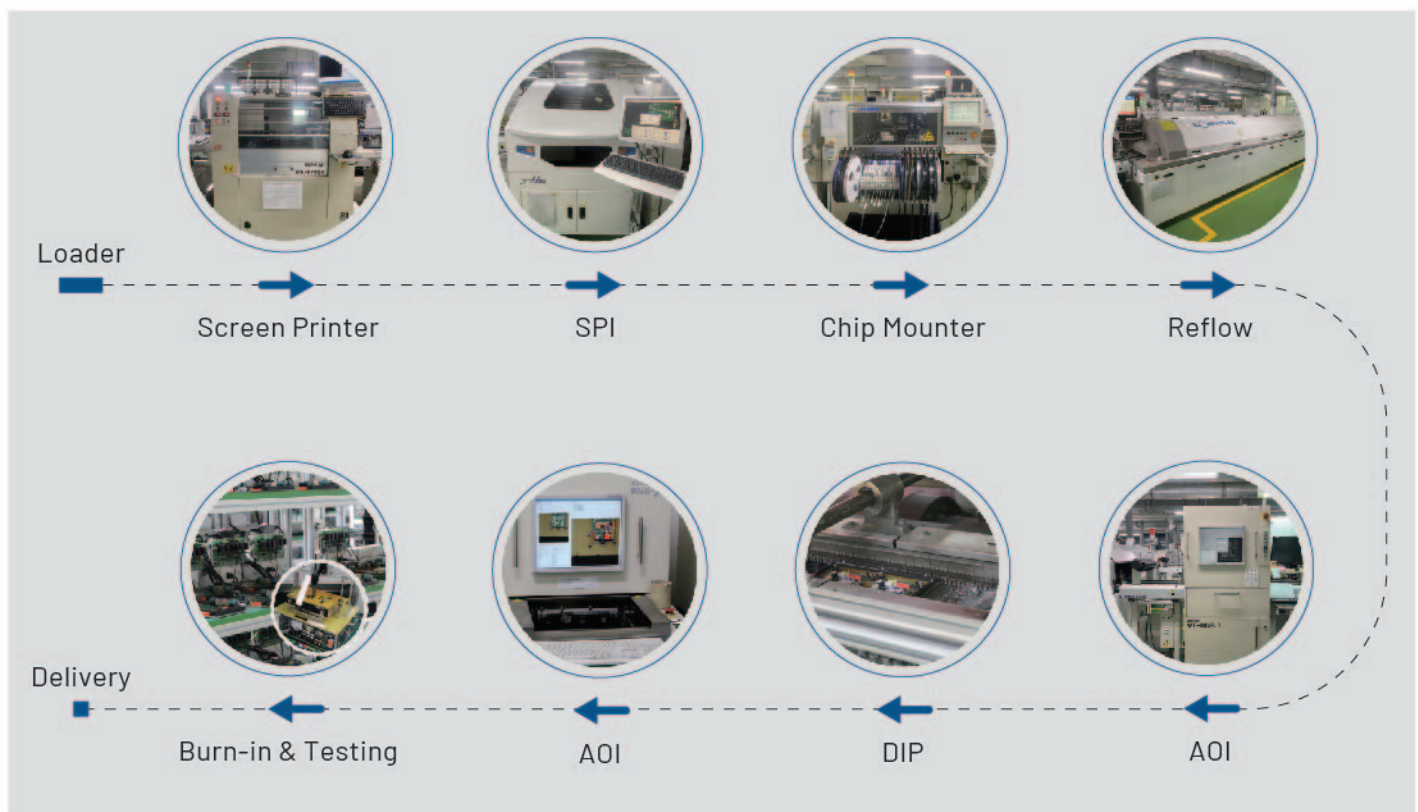 Loader
Screen Printer
SPI
Chip Mounter
Reflow
Delivery
Burn-in & Testing
AOI
DIP
AOI